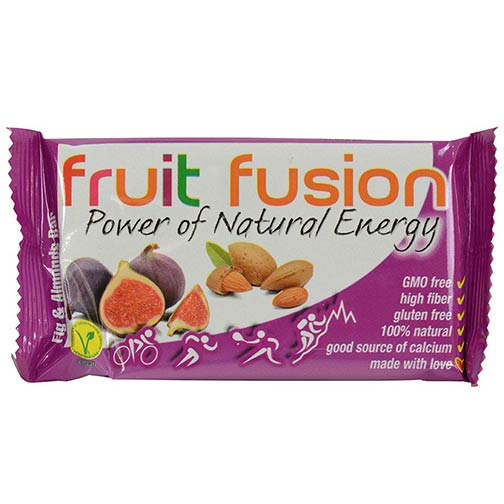 fruit fusion
Power of Natural Energy
Fig & Almonds Bar
GMO free
high fiber
gluten free
100% natural
good source of calcium
made with love